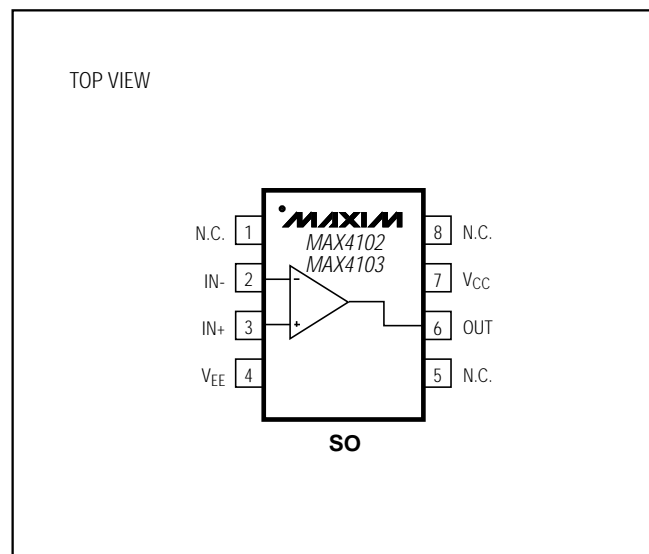 TOP VIEW
MAXIM
MAX4102
MAX4103
N.C. 1
IN- 2
IN+ 3
VEE 4
8 N.C.
7 VCC
6 OUT
5 N.C.
-
+
SO